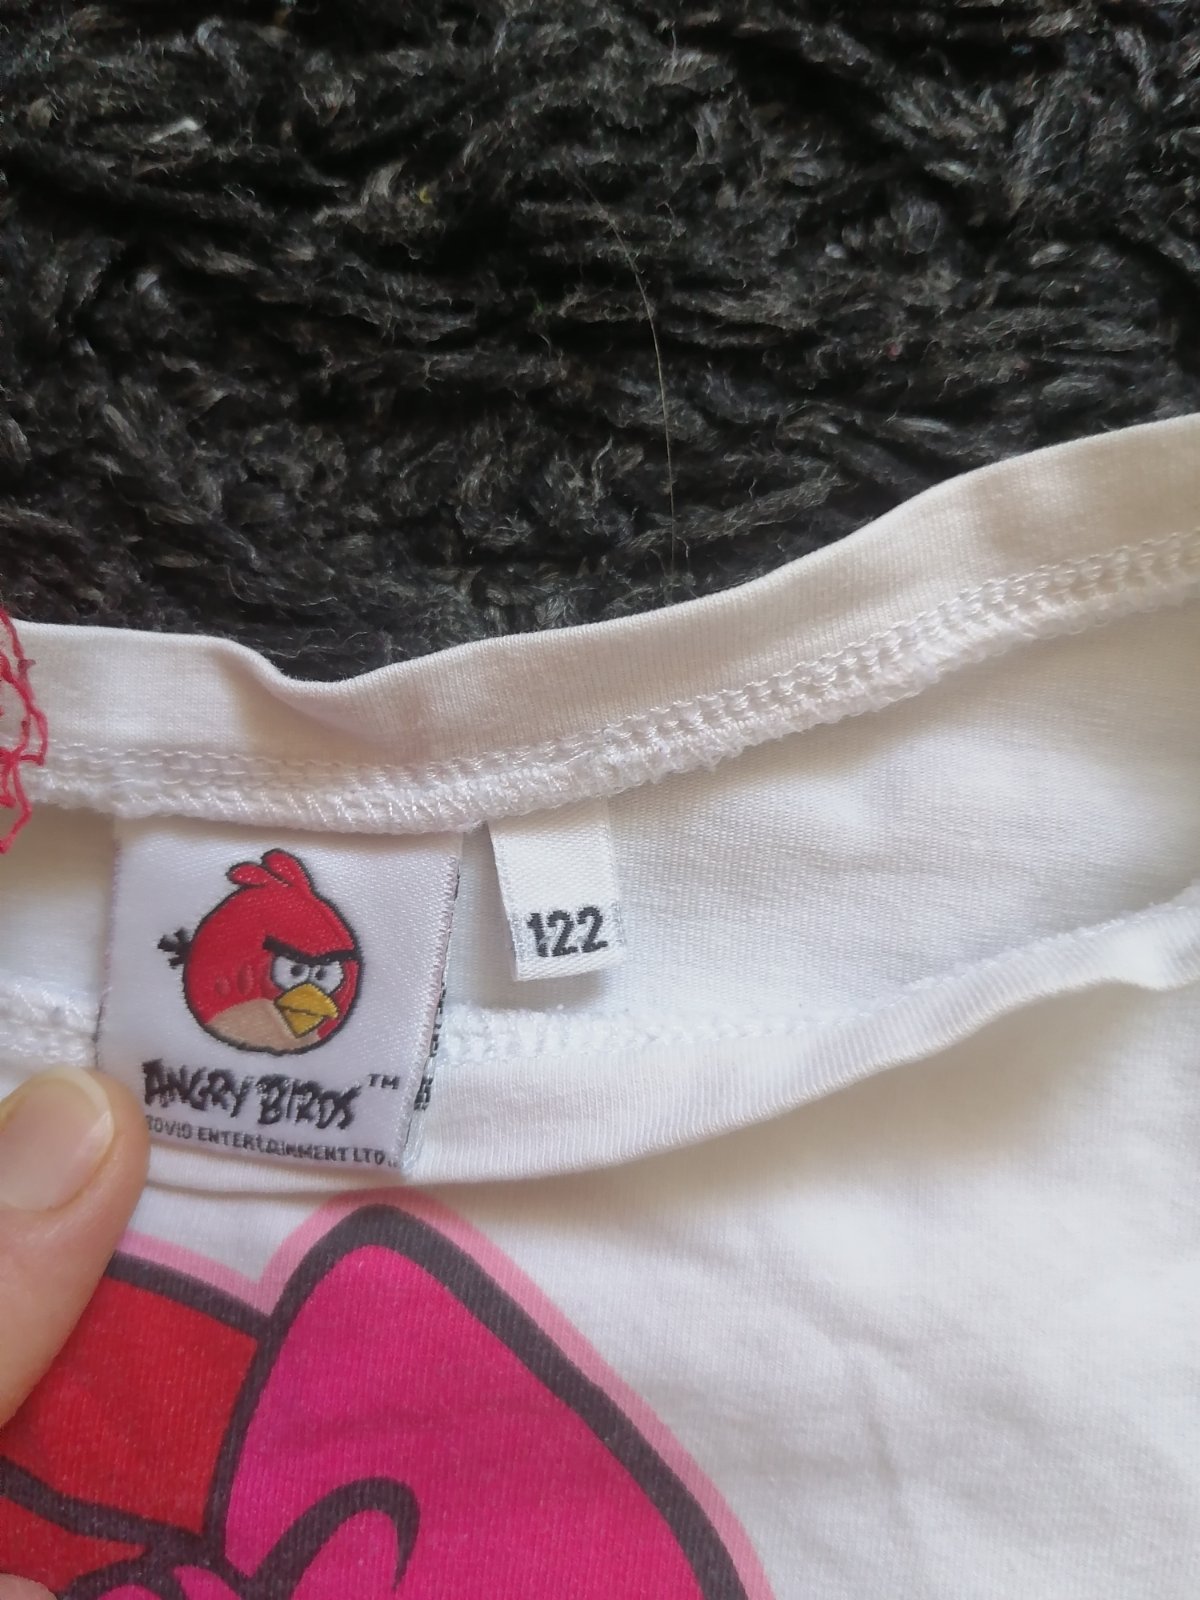 122
ANGRY BIRDS™
ROVIO ENTERTAINMENT LTD.